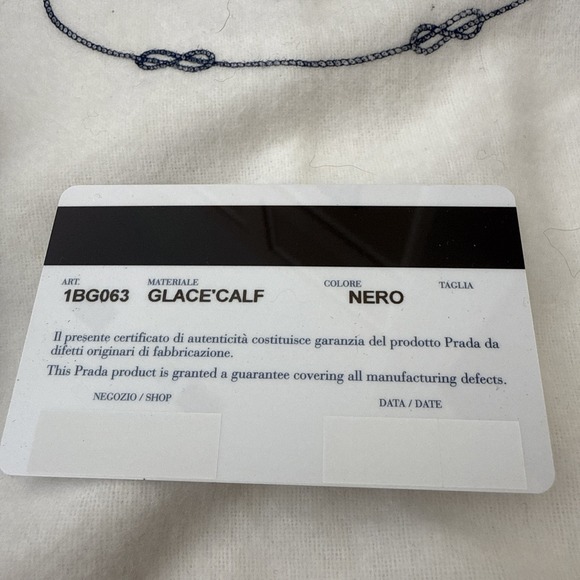 ART. MATERIALE COLORE TAGLIA
1BG063 GLACE'CALF NERO
Il presente certificato di autenticità costituisce garanzia del prodotto Prada da
difetti originari di fabbricazione.
This Prada product is granted a guarantee covering all manufacturing defects.
NEGOZIO / SHOP DATA / DATE